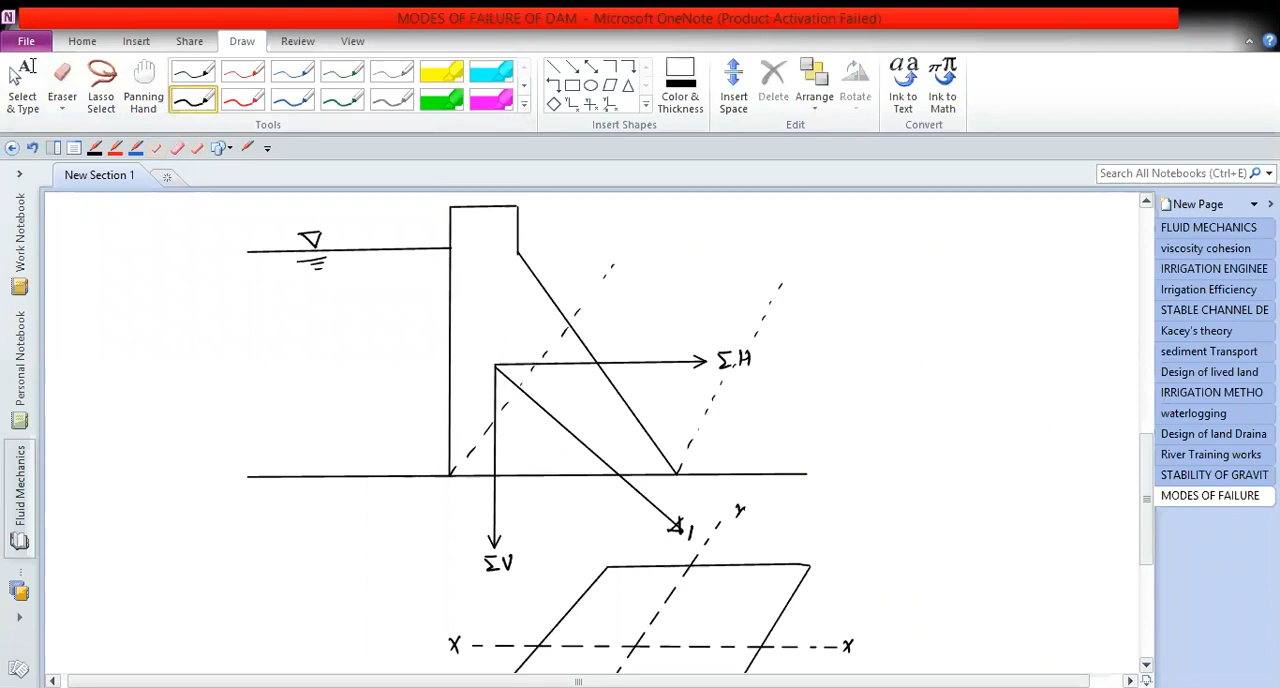 MODES OF FAILURE OF DAM - Microsoft OneNote (Product Activation Failed)
File Home Insert Share Draw Review View
Select & Type
Eraser
Lasso Select
Panning Hand
Tools
Color & Thickness
Insert Shapes
Insert Space
Delete
Arrange
Rotate
Edit
Ink to Text
Ink to Math
Convert
New Section 1
Search All Notebooks (Ctrl+E)
Work Notebook
Personal Notebook
Fluid Mechanics
New Page
FLUID MECHANICS
viscosity cohesion
IRRIGATION ENGINEE
Irrigation Efficiency
STABLE CHANNEL DE
Kacey's theory
sediment Transport
Design of lived land
IRRIGATION METHO
waterlogging
Design of land Draina
River Training works
STABILITY OF GRAVIT
MODES OF FAILURE
ΣH
ΣV
X
X